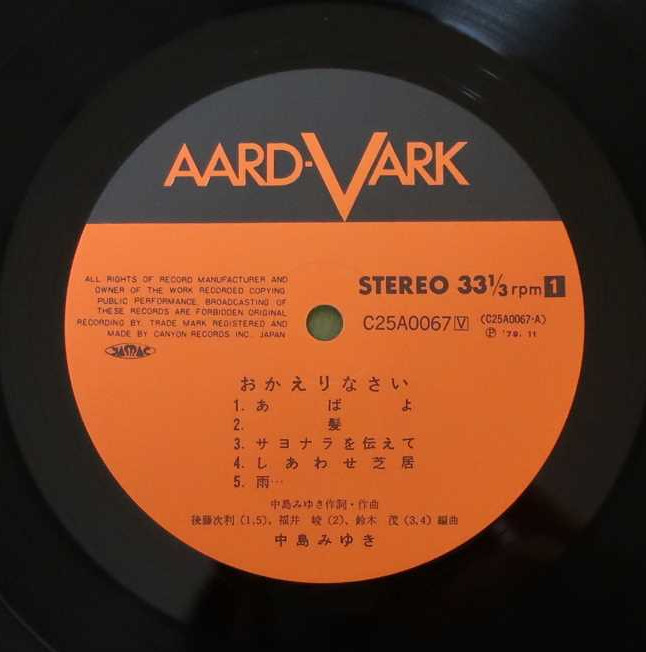 AARD-VARK
ALL RIGHTS OF RECORD MANUFACTURER AND
OWNER OF THE WORK RECORDED COPYING
PUBLIC PERFORMANCE, BROADCASTING OF
THESE RECORDS ARE FORBIDDEN ORIGINAL
RECORDING BY, TRADE MARK REGISTERED AND
MADE BY CANYON RECORDS INC., JAPAN
JASRAC
STEREO 33 1/3 rpm 1
C25A0067 V (C25A0067-A)
Ⓟ '79. 11
おかえりなさい
1. あばよ
2. 髪
3. サヨナラを伝えて
4. しあわせ芝居
5. 雨…
中島みゆき作詞・作曲
後藤次利 (1,5)、福井 峻 (2)、鈴木 茂 (3,4) 編曲
中島みゆき